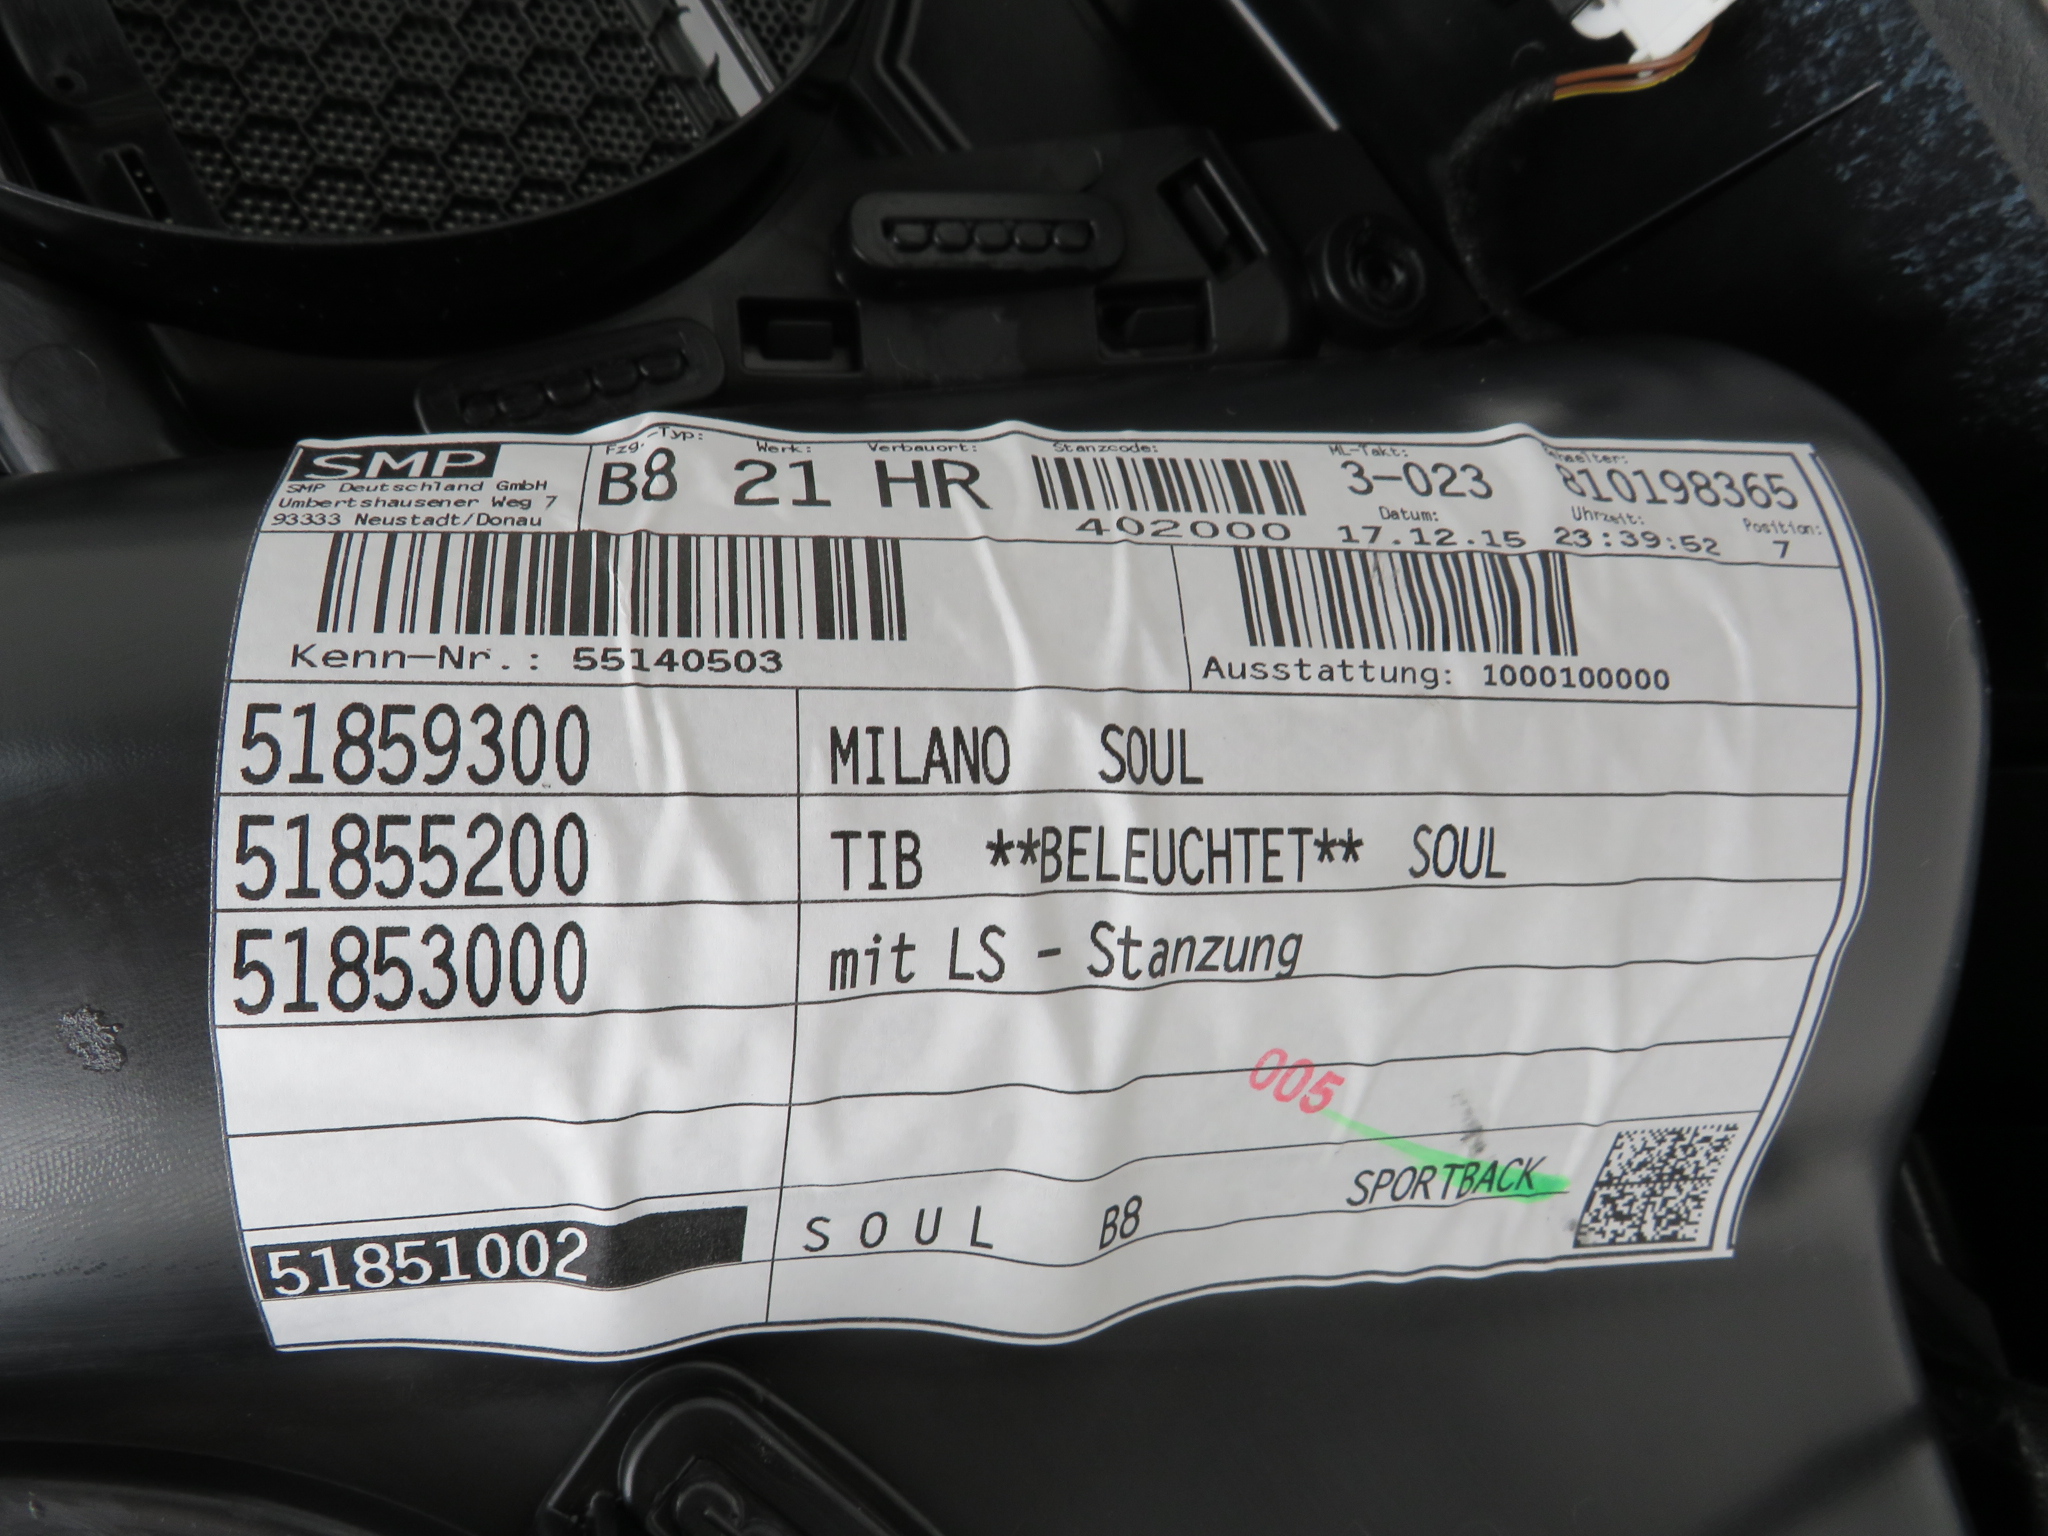 SMP
SMP Deutschland GmbH
Umbertshausener Weg 7
93333 Neustadt/Donau
Fzg.-Typ: Werk: Verbauort: Stanzcode: ML-Takt: Behaelter:
B8 21 HR 3-023 810198365
402000
Datum: Uhrzeit: Position:
17.12.15 23:39:52 7
Kenn-Nr.: 55140503
Ausstattung: 1000100000
51859300 MILANO SOUL
51855200 TIB **BELEUCHTET** SOUL
51853000 mit LS - Stanzung
005
51851002 SOUL B8 SPORTBACK